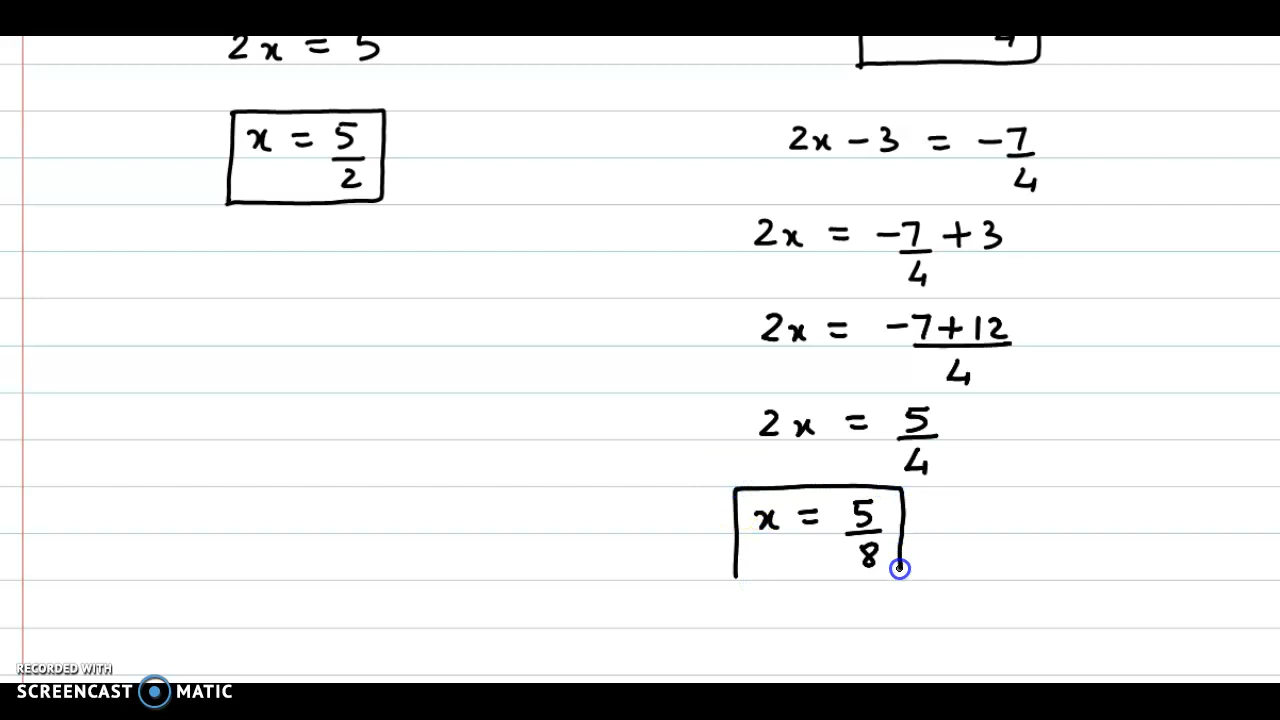 2x = 5
x = 5/2
4
2x - 3 = -7/4
2x = -7/4 + 3
2x = -7+12/4
2x = 5/4
x = 5/8
RECORDED WITH
SCREENCAST MATIC